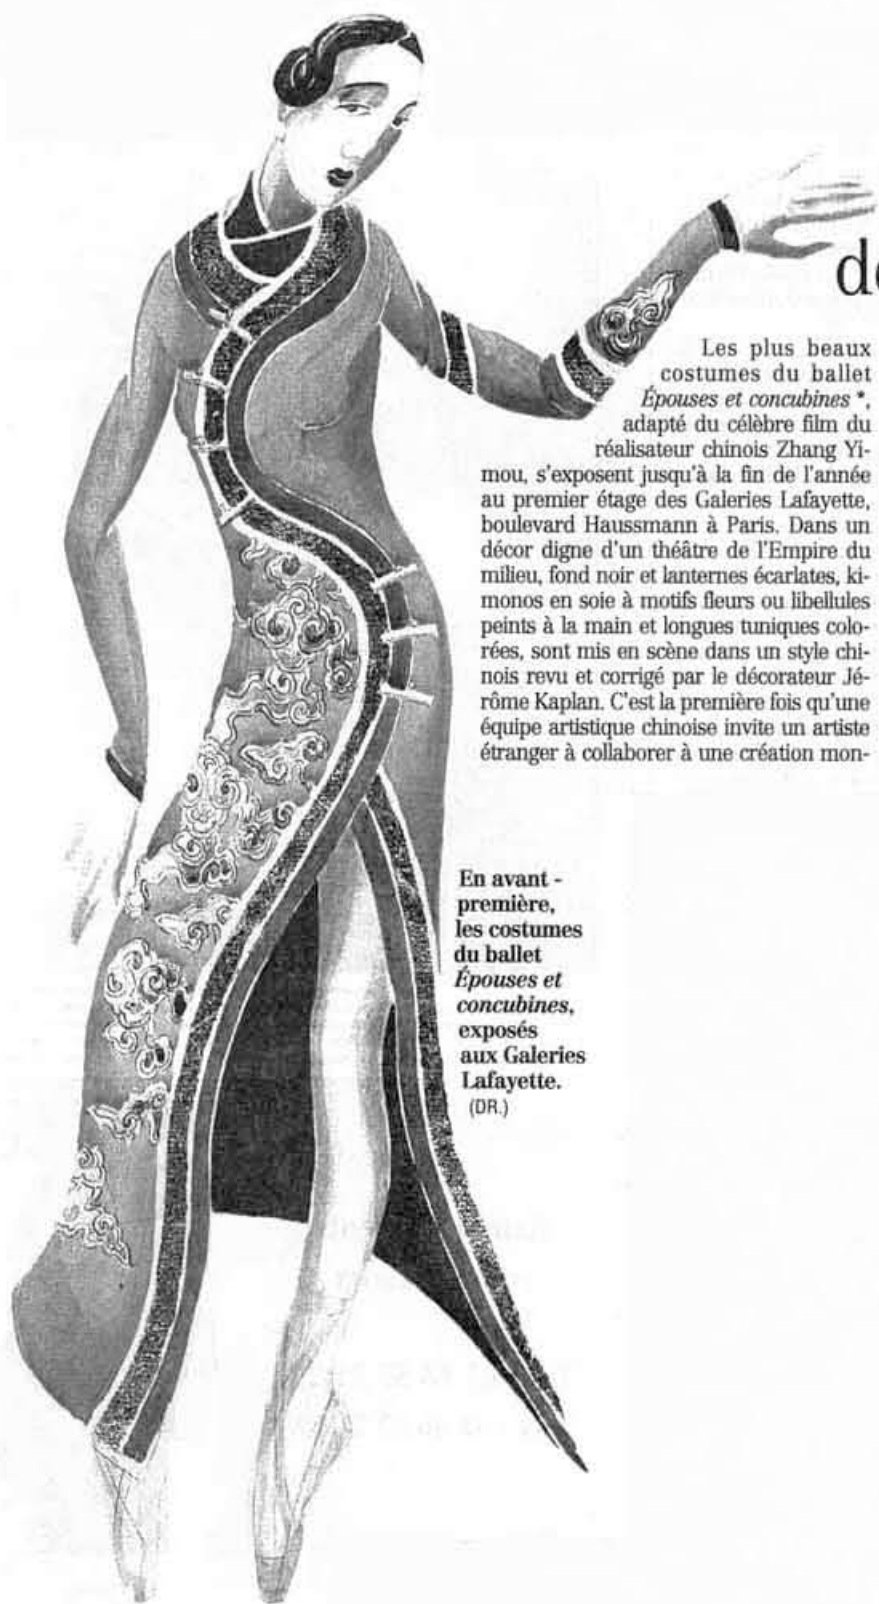 Les plus beaux
costumes du ballet
Épouses et concubines *,
adapté du célèbre film du
réalisateur chinois Zhang Yi-
mou, s'exposent jusqu'à la fin de l'année
au premier étage des Galeries Lafayette,
boulevard Haussmann à Paris. Dans un
décor digne d'un théâtre de l'Empire du
milieu, fond noir et lanternes écarlates, ki-
monos en soie à motifs fleurs ou libellules
peints à la main et longues tuniques colo-
rées, sont mis en scène dans un style chi-
nois revu et corrigé par le décorateur Jé-
rôme Kaplan. C'est la première fois qu'une
équipe artistique chinoise invite un artiste
étranger à collaborer à une création mon-
En avant -
première,
les costumes
du ballet
Épouses et
concubines,
exposés
aux Galeries
Lafayette.
(DR.)